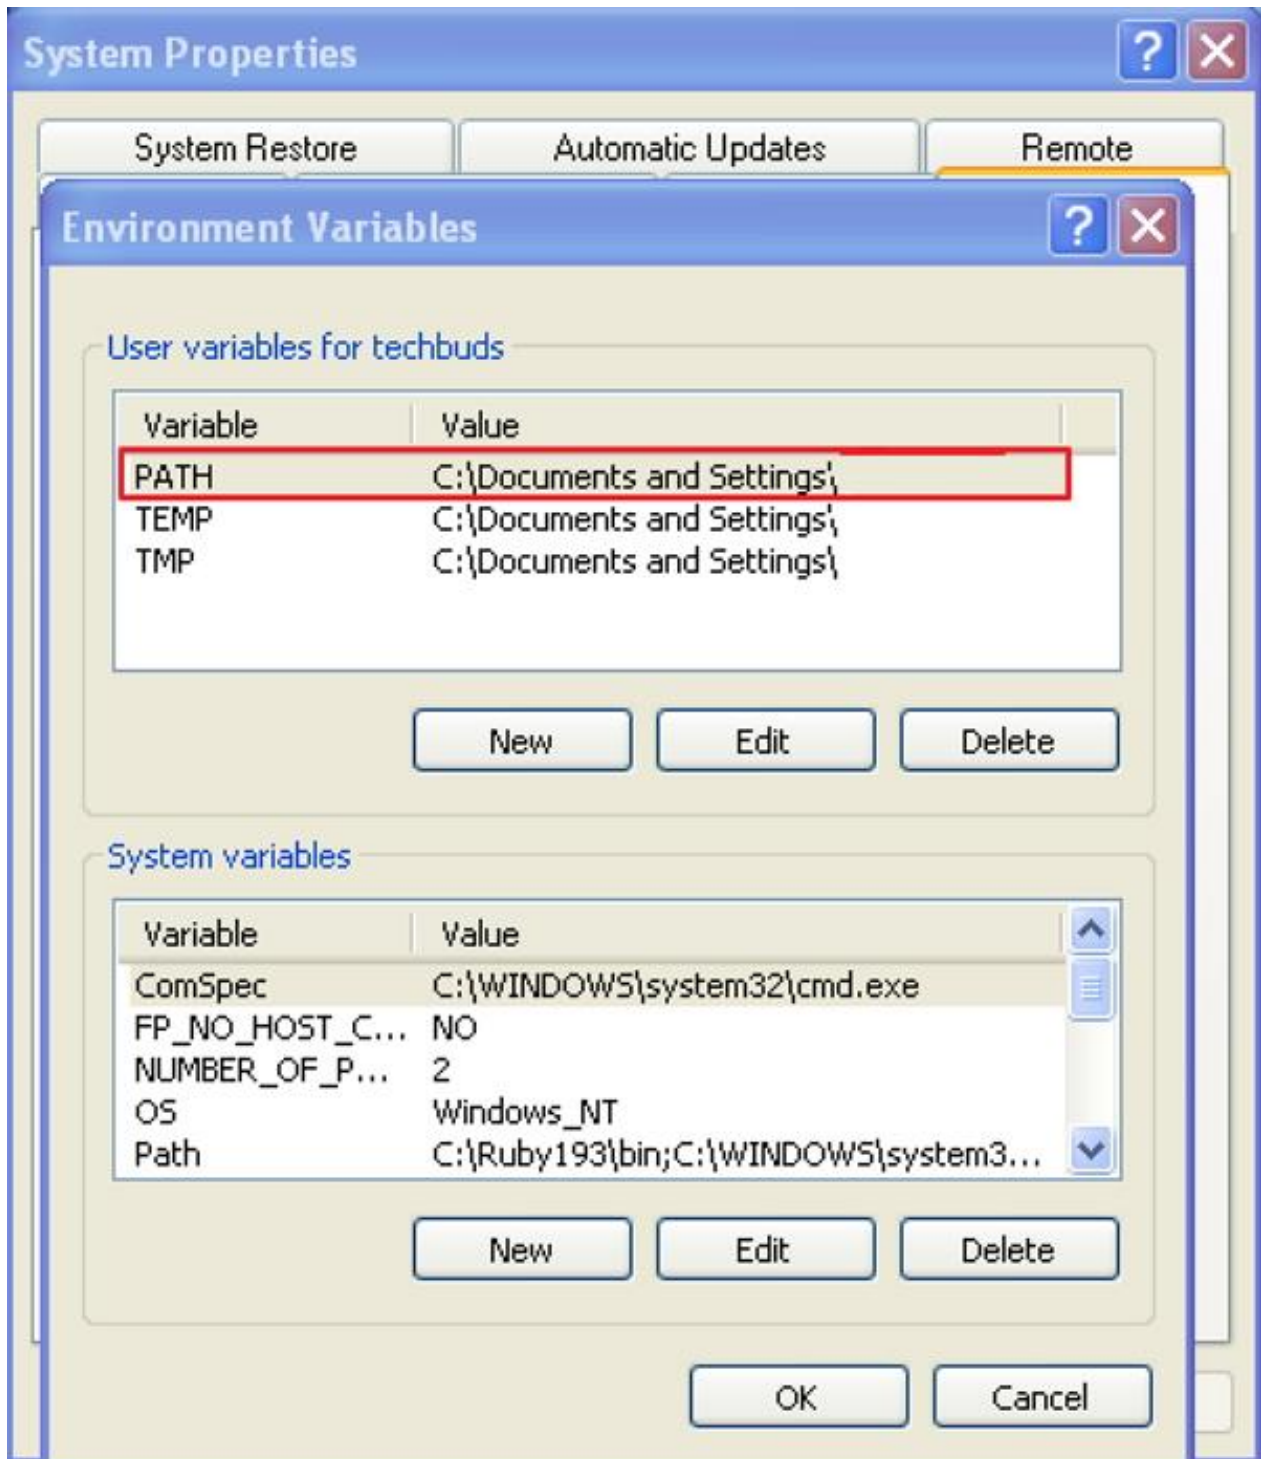 System Properties ?
System Restore Automatic Updates Remote
Environment Variables ?
User variables for techbuds
Variable Value
PATH C:\Documents and Settings\
TEMP C:\Documents and Settings\
TMP C:\Documents and Settings\
New Edit Delete
System variables
Variable Value
ComSpec C:\WINDOWS\system32\cmd.exe
FP_NO_HOST_C... NO
NUMBER_OF_P... 2
OS Windows_NT
Path C:\Ruby193\bin;C:\WINDOWS\system3...
New Edit Delete
OK Cancel